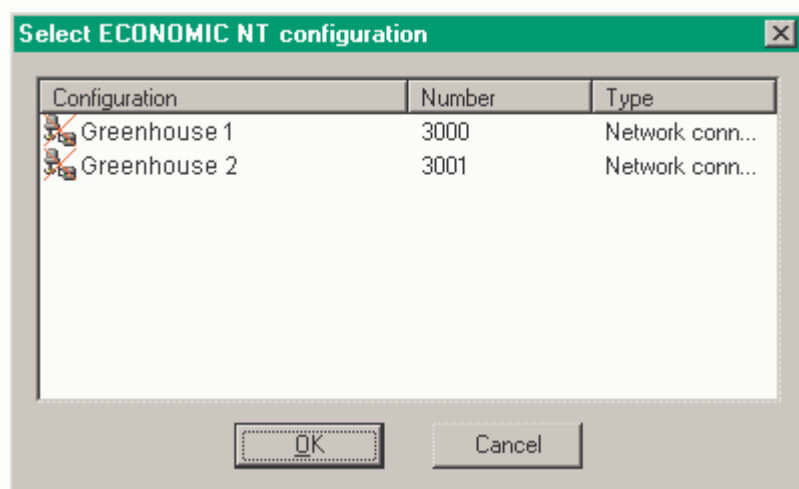 Select ECONOMIC NT configuration
Configuration Number Type
Greenhouse 1 3000 Network conn...
Greenhouse 2 3001 Network conn...
OK Cancel